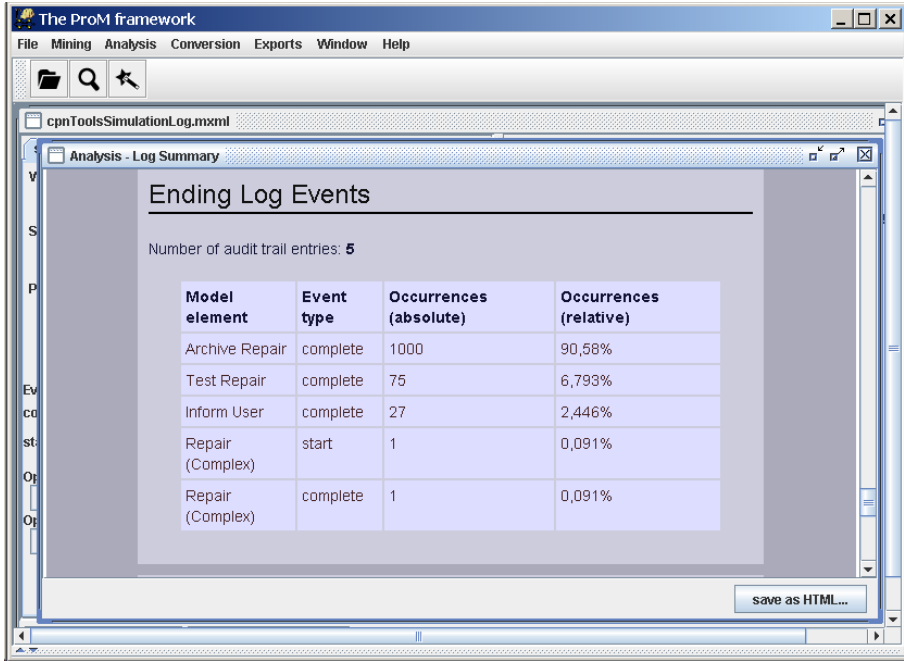 The ProM framework
File Mining Analysis Conversion Exports Window Help
cpnToolsSimulationLog.mxml
Analysis - Log Summary
Ending Log Events
Number of audit trail entries: 5
Model element Event type Occurrences (absolute) Occurrences (relative)
Archive Repair complete 1000 90,58%
Test Repair complete 75 6,793%
Inform User complete 27 2,446%
Repair (Complex) start 1 0,091%
Repair (Complex) complete 1 0,091%
save as HTML...